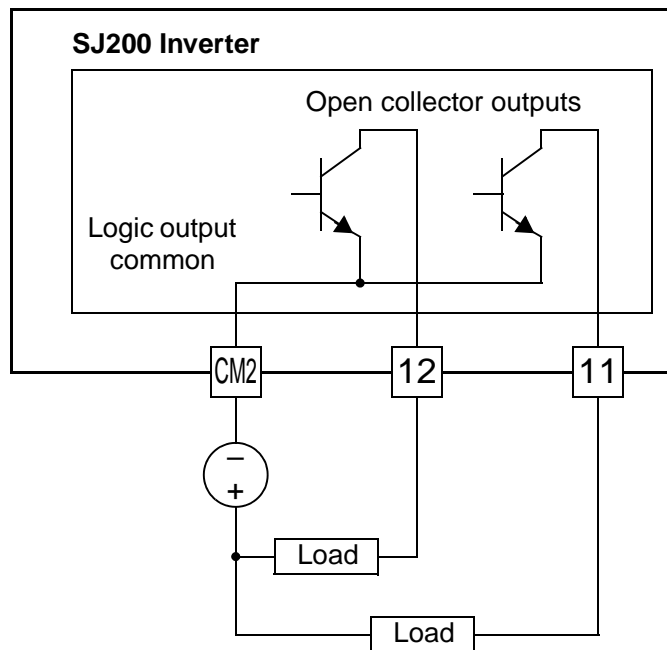 SJ200 Inverter
Open collector outputs
Logic output
common
CM2
12
11
–
+
Load
Load